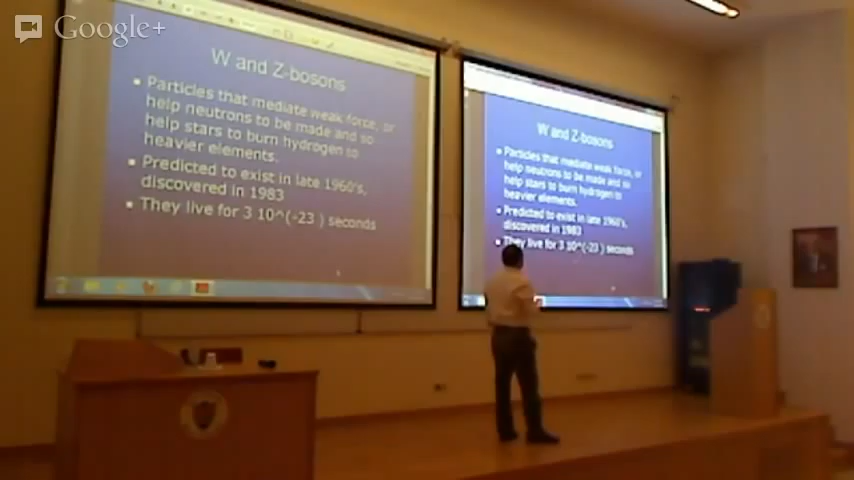 Google+
W and Z-bosons
Particles that mediate weak force, or
help neutrons to be made and so
help stars to burn hydrogen to
heavier elements.
Predicted to exist in late 1960's,
discovered in 1983
They live for 3 10^(-23 ) seconds
W and Z-bosons
Particles that mediate weak force, or
help neutrons to be made and so
help stars to burn hydrogen to
heavier elements.
Predicted to exist in late 1960's,
discovered in 1983
They live for 3 10^(-23 ) seconds